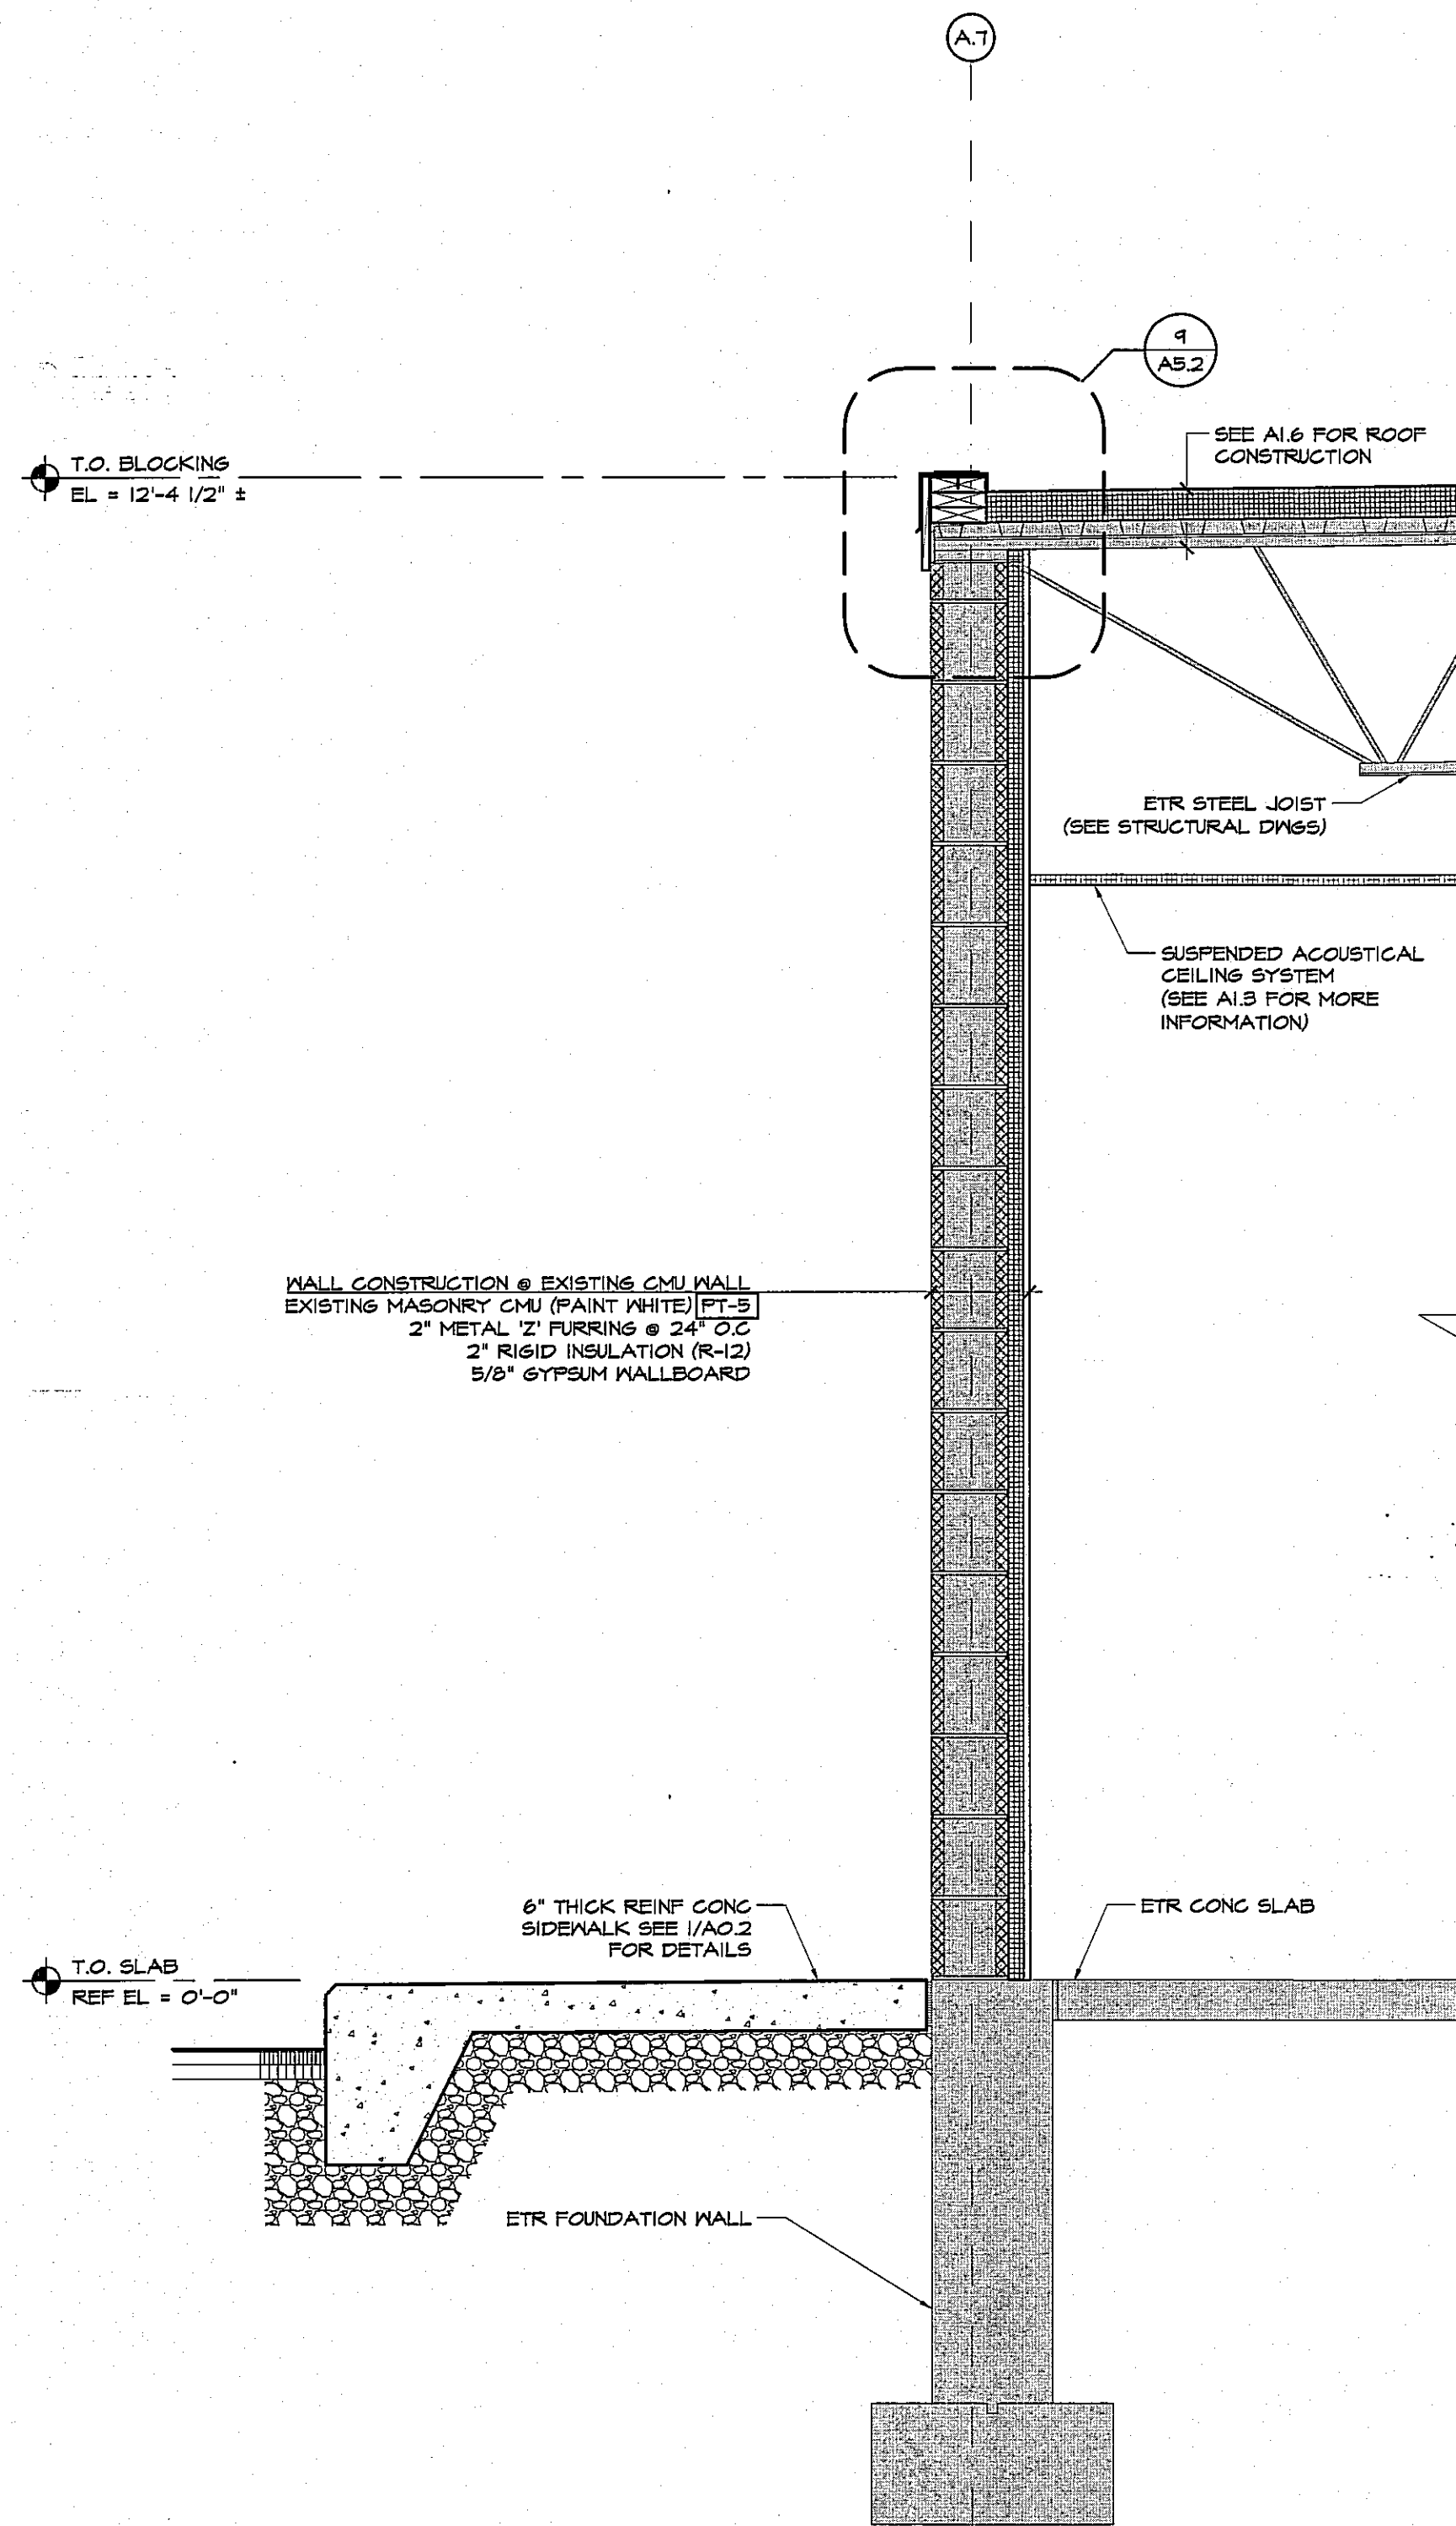 A.7
9
A5.2
SEE A1.6 FOR ROOF
CONSTRUCTION
T.O. BLOCKING
EL = 12'-4 1/2" ±
ETR STEEL JOIST
(SEE STRUCTURAL DWGS)
SUSPENDED ACOUSTICAL
CEILING SYSTEM
(SEE A1.3 FOR MORE
INFORMATION)
WALL CONSTRUCTION @ EXISTING CMU WALL
EXISTING MASONRY CMU (PAINT WHITE) PT-5
2" METAL 'Z' FURRING @ 24" O.C
2" RIGID INSULATION (R-12)
5/8" GYPSUM WALLBOARD
6" THICK REINF CONC
SIDEWALK SEE 1/A0.2
FOR DETAILS
ETR CONC SLAB
T.O. SLAB
REF EL = 0'-0"
ETR FOUNDATION WALL